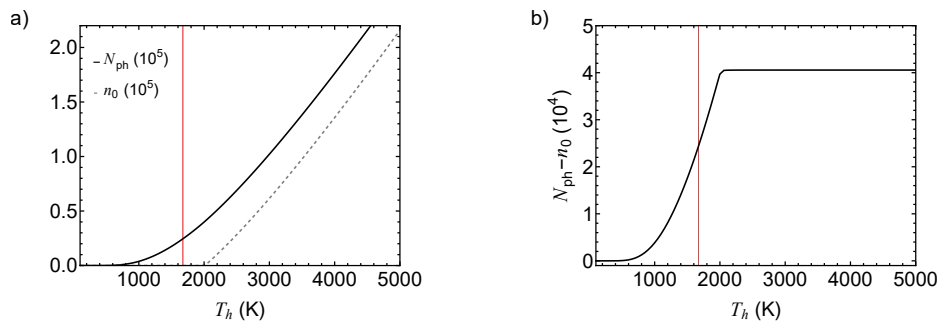 a)
2.0
1.5
1.0
0.5
0.0
– N_ph (10^5)
-- n_0 (10^5)
1000 2000 3000 4000 5000
T_h (K)
b)
5
4
3
2
1
0
N_ph−n_0 (10^4)
1000 2000 3000 4000 5000
T_h (K)